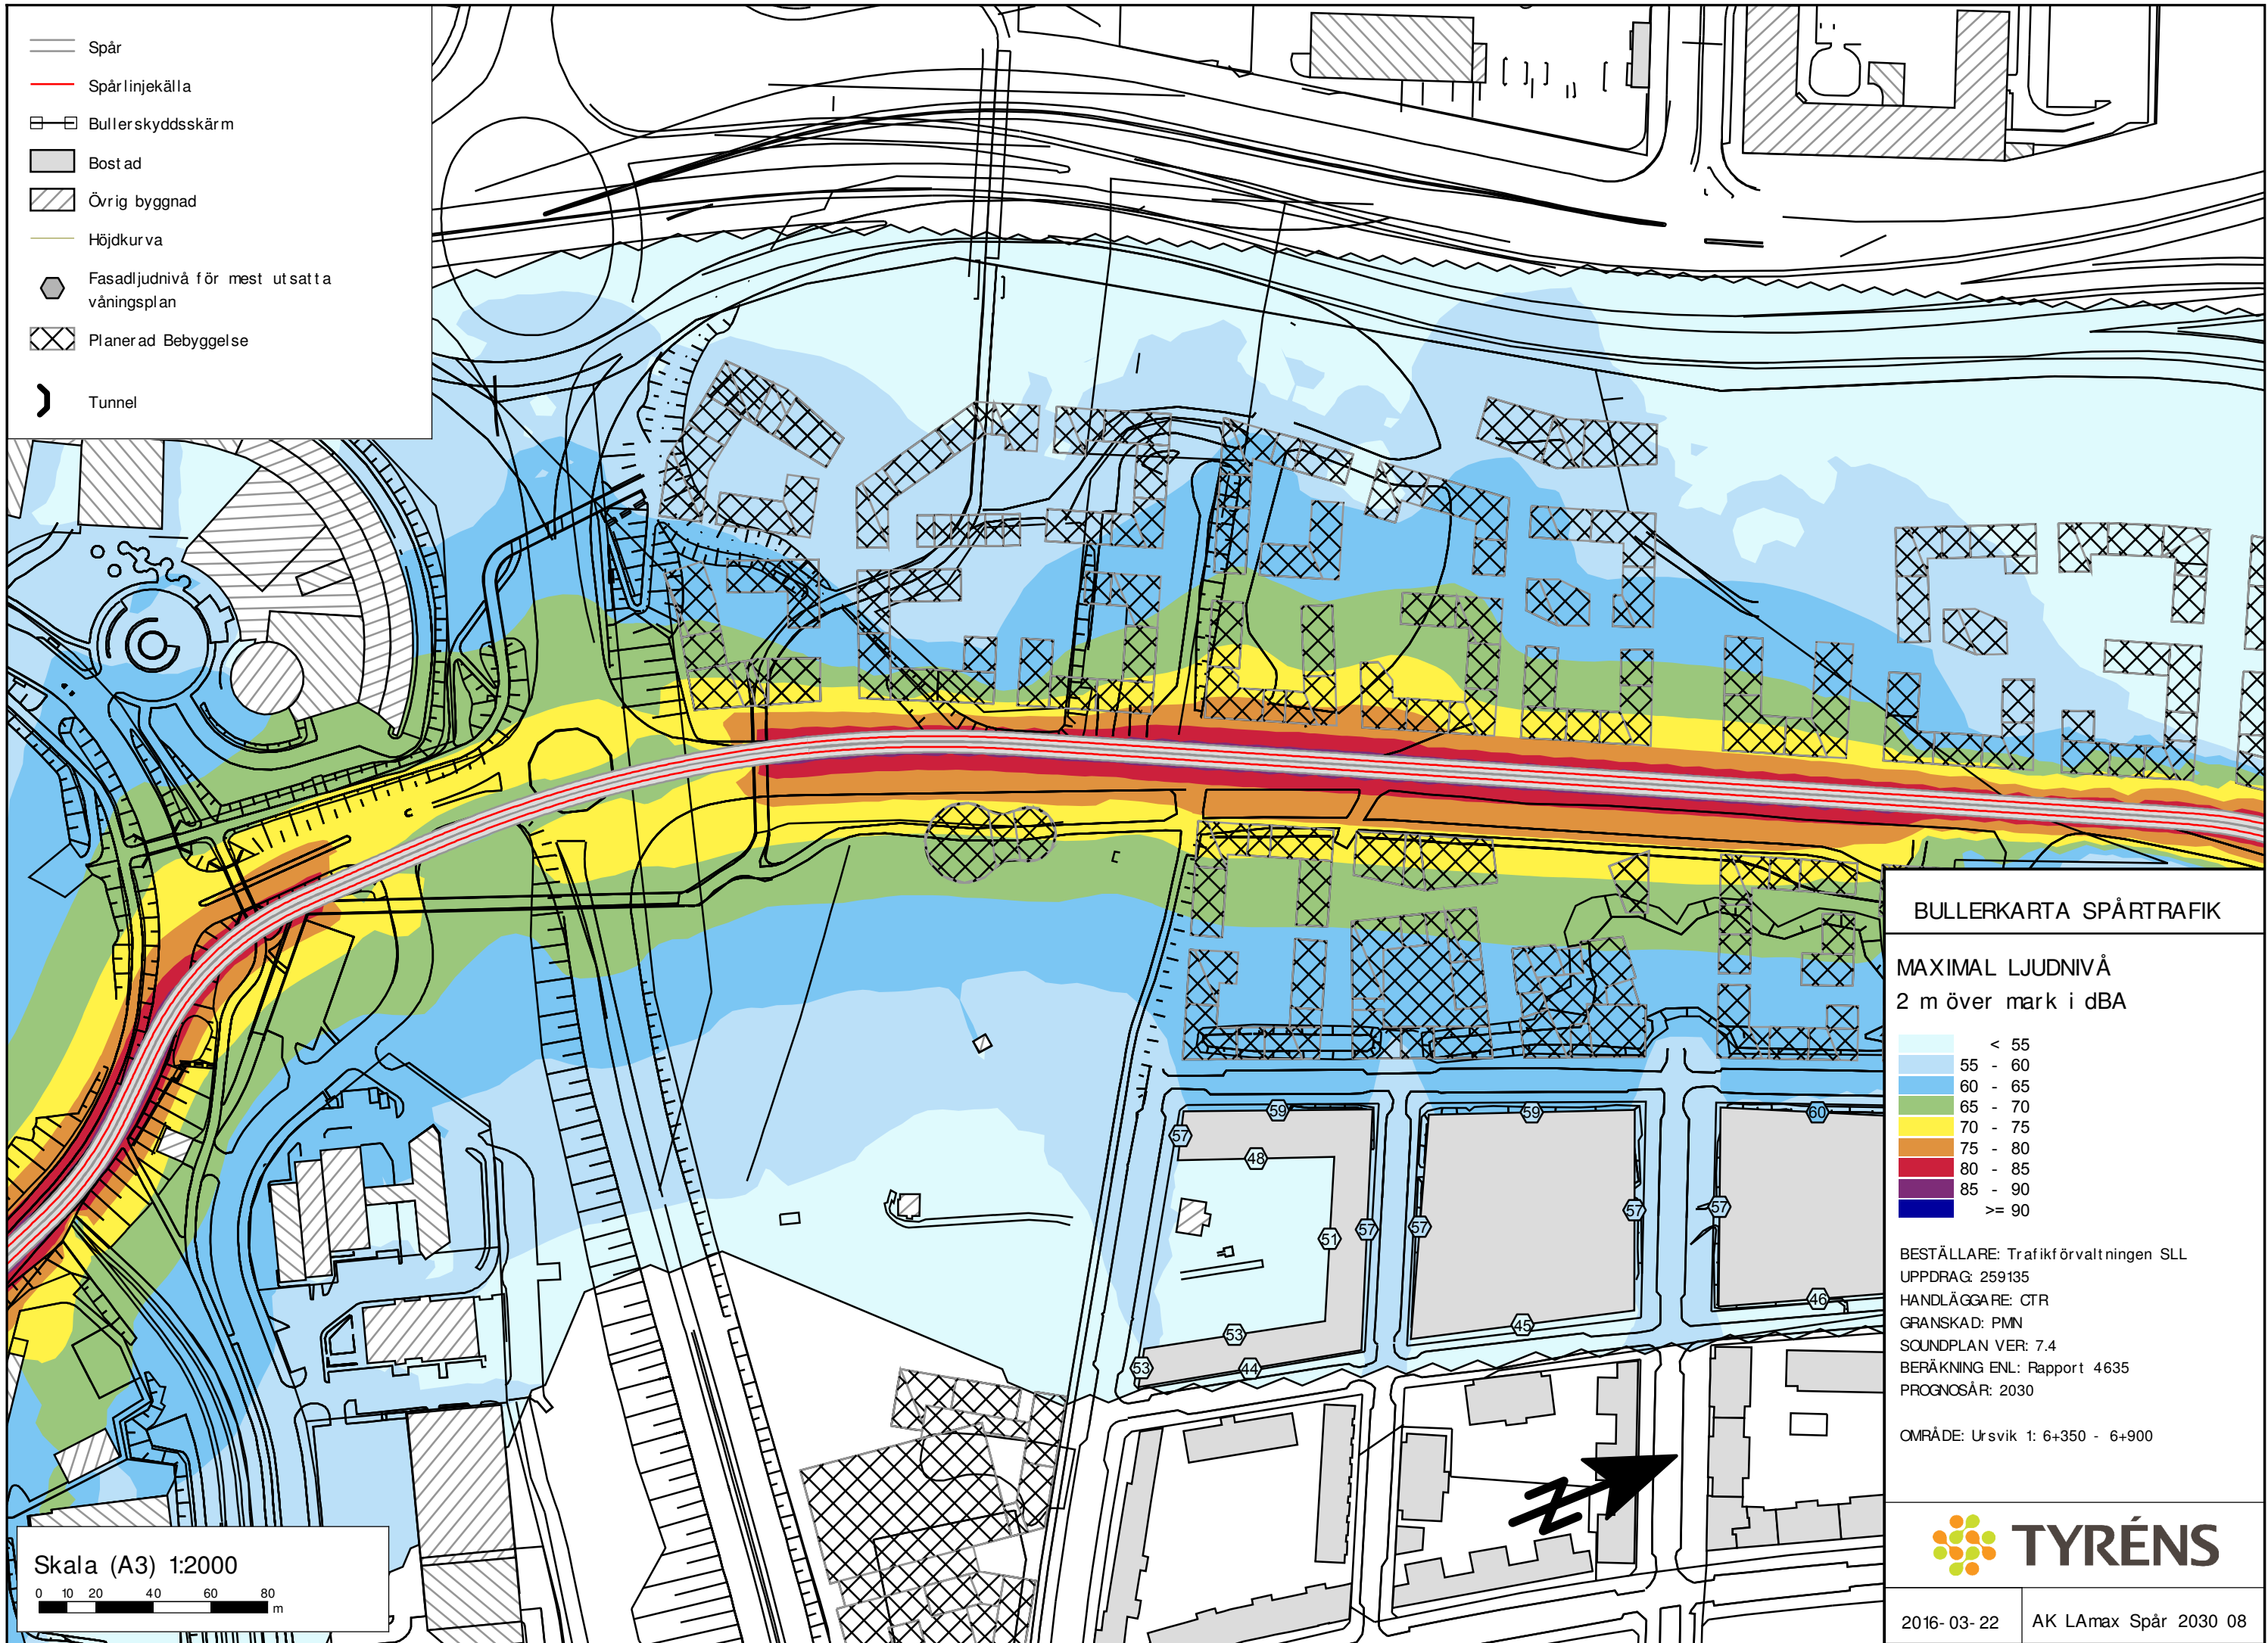 Spår
Spårlinjekälla
Bullerskyddsskärm
Bostad
Övrig byggnad
Höjdkurva
Fasadljudnivå för mest utsatta
våningsplan
Planerad Bebyggelse
Tunnel
59
59
60
57
48
57
57
57
57
51
46
45
53
53
44
BULLERKARTA SPÅRTRAFIK
MAXIMAL LJUDNIVÅ
2 m över mark i dBA
< 55
55 - 60
60 - 65
65 - 70
70 - 75
75 - 80
80 - 85
85 - 90
>= 90
BESTÄLLARE: Trafikförvaltningen SLL
UPPDRAG: 259135
HANDLÄGGARE: CTR
GRANSKAD: PMN
SOUNDPLAN VER: 7.4
BERÄKNING ENL: Rapport 4635
PROGNOSÅR: 2030
OMRÅDE: Ursvik 1: 6+350 - 6+900
TYRÉNS
2016-03-22 AK LAmax Spår 2030 08
Skala (A3) 1:2000
0 10 20 40 60 80
m